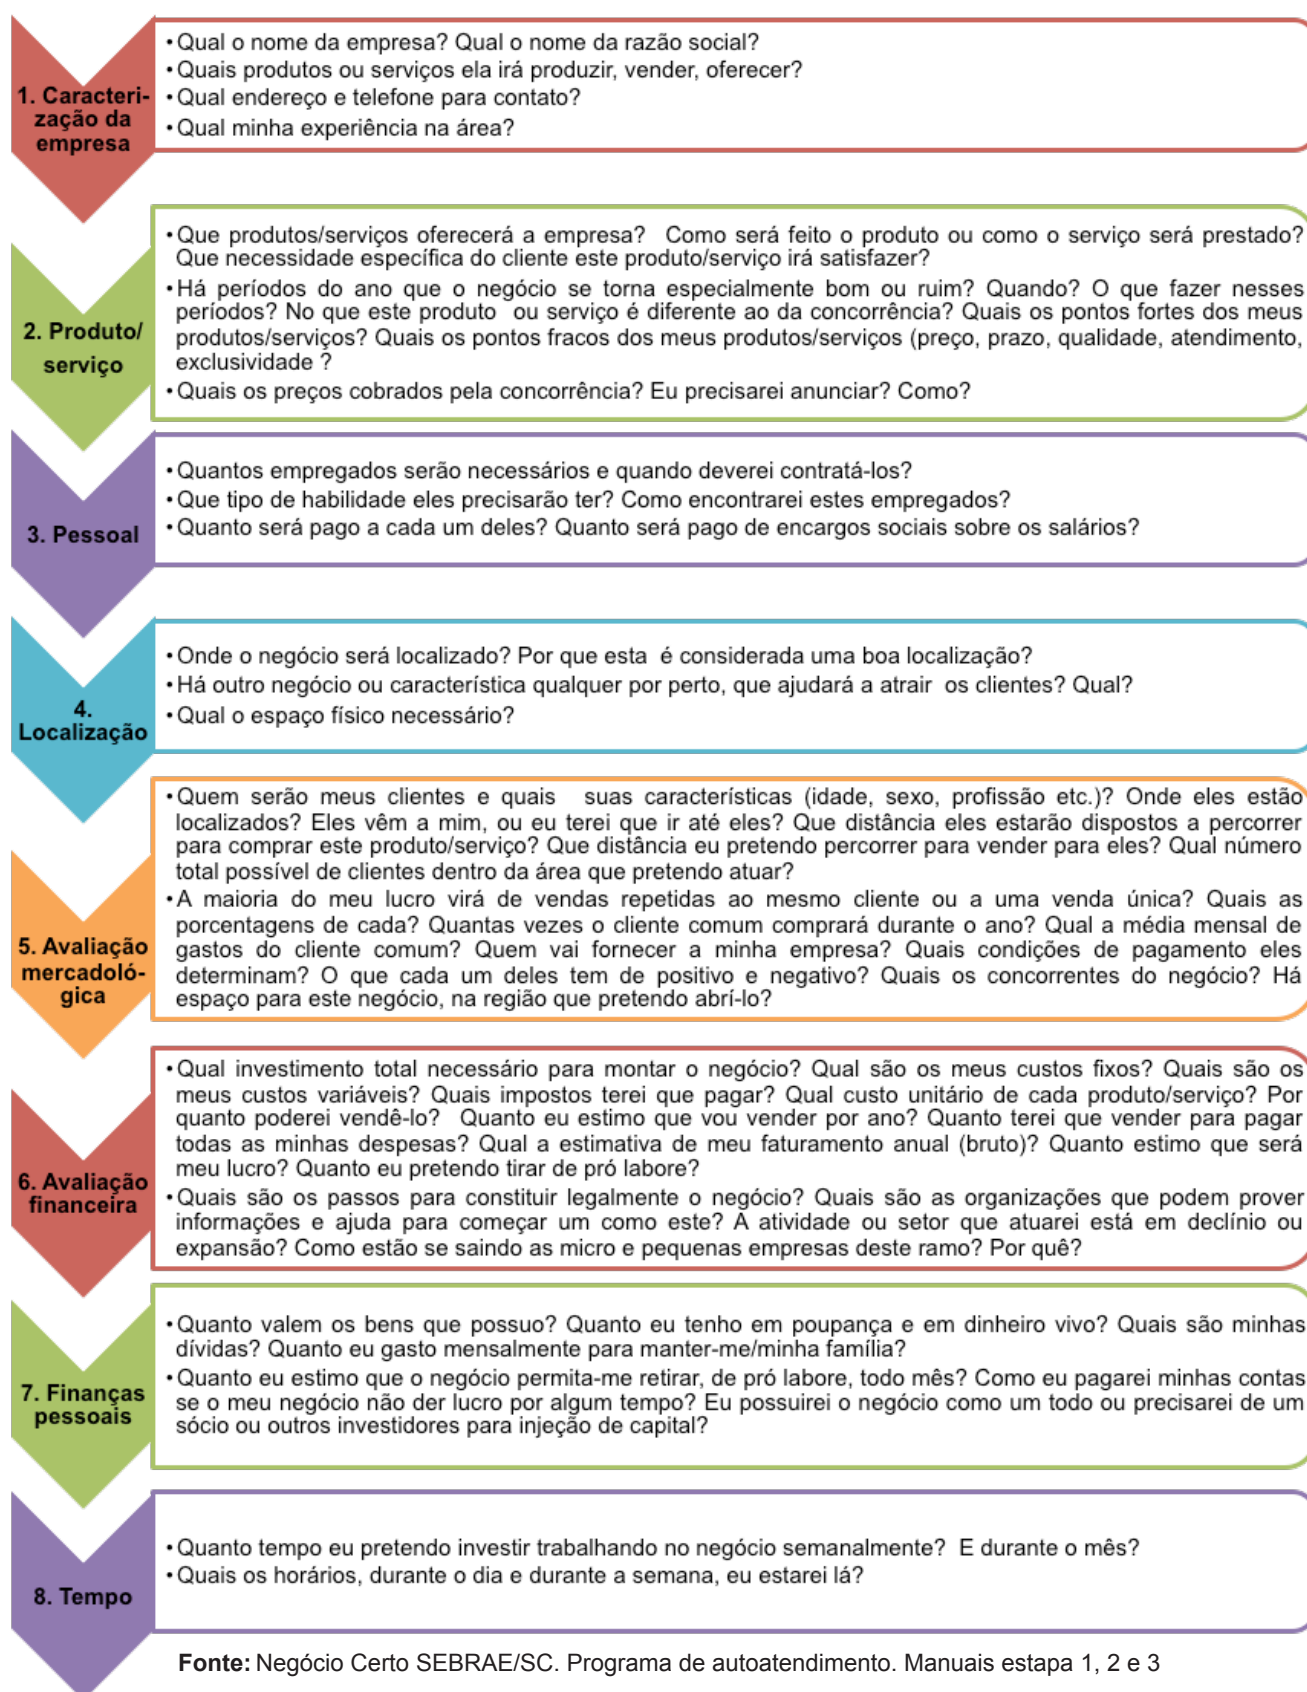 • Qual o nome da empresa? Qual o nome da razão social?
• Quais produtos ou serviços ela irá produzir, vender, oferecer?
• Qual endereço e telefone para contato?
• Qual minha experiência na área?
1. Caracteri-
zação da
empresa
• Que produtos/serviços oferecerá a empresa? Como será feito o produto ou como o serviço será prestado?
Que necessidade específica do cliente este produto/serviço irá satisfazer?
• Há períodos do ano que o negócio se torna especialmente bom ou ruim? Quando? O que fazer nesses
períodos? No que este produto ou serviço é diferente ao da concorrência? Quais os pontos fortes dos meus
produtos/serviços? Quais os pontos fracos dos meus produtos/serviços (preço, prazo, qualidade, atendimento,
exclusividade ?
• Quais os preços cobrados pela concorrência? Eu precisarei anunciar? Como?
2. Produto/
serviço
• Quantos empregados serão necessários e quando deverei contratá-los?
• Que tipo de habilidade eles precisarão ter? Como encontrarei estes empregados?
• Quanto será pago a cada um deles? Quanto será pago de encargos sociais sobre os salários?
3. Pessoal
• Onde o negócio será localizado? Por que esta é considerada uma boa localização?
• Há outro negócio ou característica qualquer por perto, que ajudará a atrair os clientes? Qual?
• Qual o espaço físico necessário?
4.
Localização
• Quem serão meus clientes e quais suas características (idade, sexo, profissão etc.)? Onde eles estão
localizados? Eles vêm a mim, ou eu terei que ir até eles? Que distância eles estarão dispostos a percorrer
para comprar este produto/serviço? Que distância eu pretendo percorrer para vender para eles? Qual número
total possível de clientes dentro da área que pretendo atuar?
• A maioria do meu lucro virá de vendas repetidas ao mesmo cliente ou a uma venda única? Quais as
porcentagens de cada? Quantas vezes o cliente comum comprará durante o ano? Qual a média mensal de
gastos do cliente comum? Quem vai fornecer a minha empresa? Quais condições de pagamento eles
determinam? O que cada um deles tem de positivo e negativo? Quais os concorrentes do negócio? Há
espaço para este negócio, na região que pretendo abrí-lo?
5. Avaliação
mercadoló-
gica
• Qual investimento total necessário para montar o negócio? Qual são os meus custos fixos? Quais são os
meus custos variáveis? Quais impostos terei que pagar? Qual custo unitário de cada produto/serviço? Por
quanto poderei vendê-lo? Quanto eu estimo que vou vender por ano? Quanto terei que vender para pagar
todas as minhas despesas? Qual a estimativa de meu faturamento anual (bruto)? Quanto estimo que será
meu lucro? Quanto eu pretendo tirar de pró labore?
• Quais são os passos para constituir legalmente o negócio? Quais são as organizações que podem prover
informações e ajuda para começar um como este? A atividade ou setor que atuarei está em declínio ou
expansão? Como estão se saindo as micro e pequenas empresas deste ramo? Por quê?
6. Avaliação
financeira
• Quanto valem os bens que possuo? Quanto eu tenho em poupança e em dinheiro vivo? Quais são minhas
dívidas? Quanto eu gasto mensalmente para manter-me/minha família?
• Quanto eu estimo que o negócio permita-me retirar, de pró labore, todo mês? Como eu pagarei minhas contas
se o meu negócio não der lucro por algum tempo? Eu possuirei o negócio como um todo ou precisarei de um
sócio ou outros investidores para injeção de capital?
7. Finanças
pessoais
• Quanto tempo eu pretendo investir trabalhando no negócio semanalmente? E durante o mês?
• Quais os horários, durante o dia e durante a semana, eu estarei lá?
8. Tempo
Fonte: Negócio Certo SEBRAE/SC. Programa de autoatendimento. Manuais estapa 1, 2 e 3